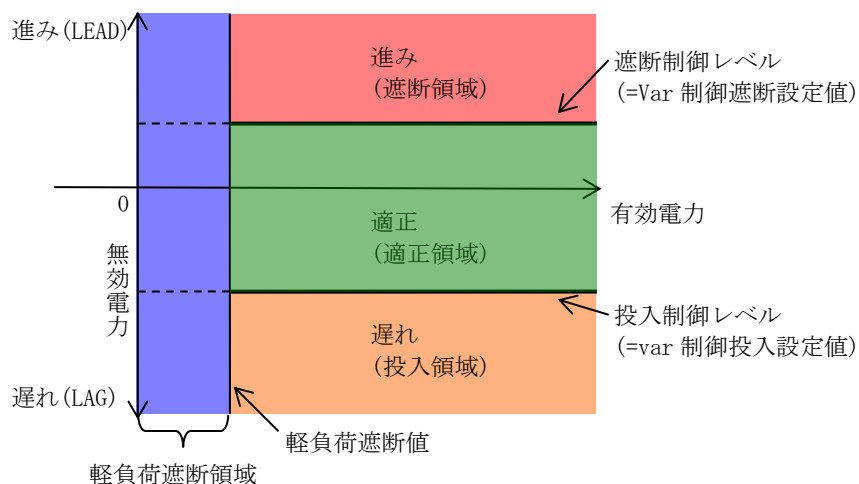 進み(LEAD)
進み
(遮断領域)
遮断制御レベル
(=Var 制御遮断設定値)
0
有効電力
適正
(適正領域)
無効電力
投入制御レベル
(=var 制御投入設定値)
遅れ
(投入領域)
遅れ(LAG)
軽負荷遮断値
軽負荷遮断領域